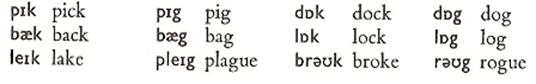 pɪk pick pɪg pig dɒk dock dɒg dog
bæk back bæg bag lɒk lock lɒg log
leɪk lake pleɪg plague brəʊk broke rəʊg rogue